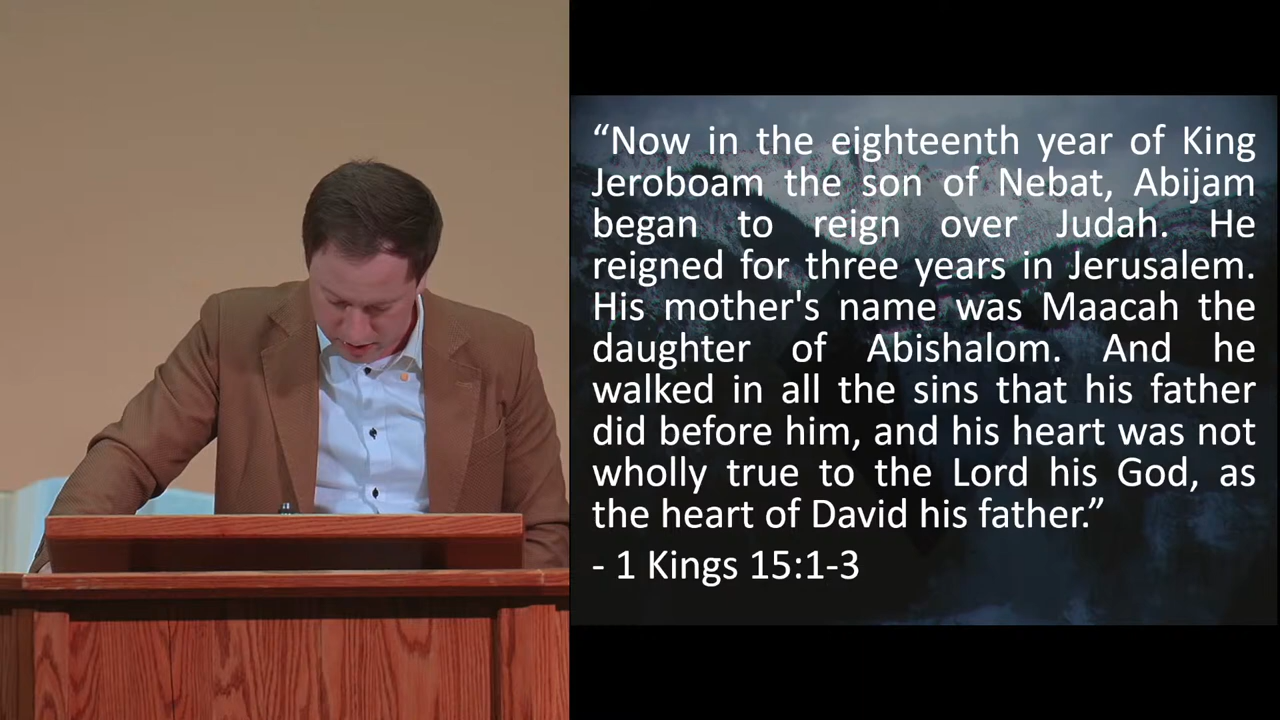 “Now in the eighteenth year of King
Jeroboam the son of Nebat, Abijam
began to reign over Judah. He
reigned for three years in Jerusalem.
His mother's name was Maacah the
daughter of Abishalom. And he
walked in all the sins that his father
did before him, and his heart was not
wholly true to the Lord his God, as
the heart of David his father.”
- 1 Kings 15:1-3